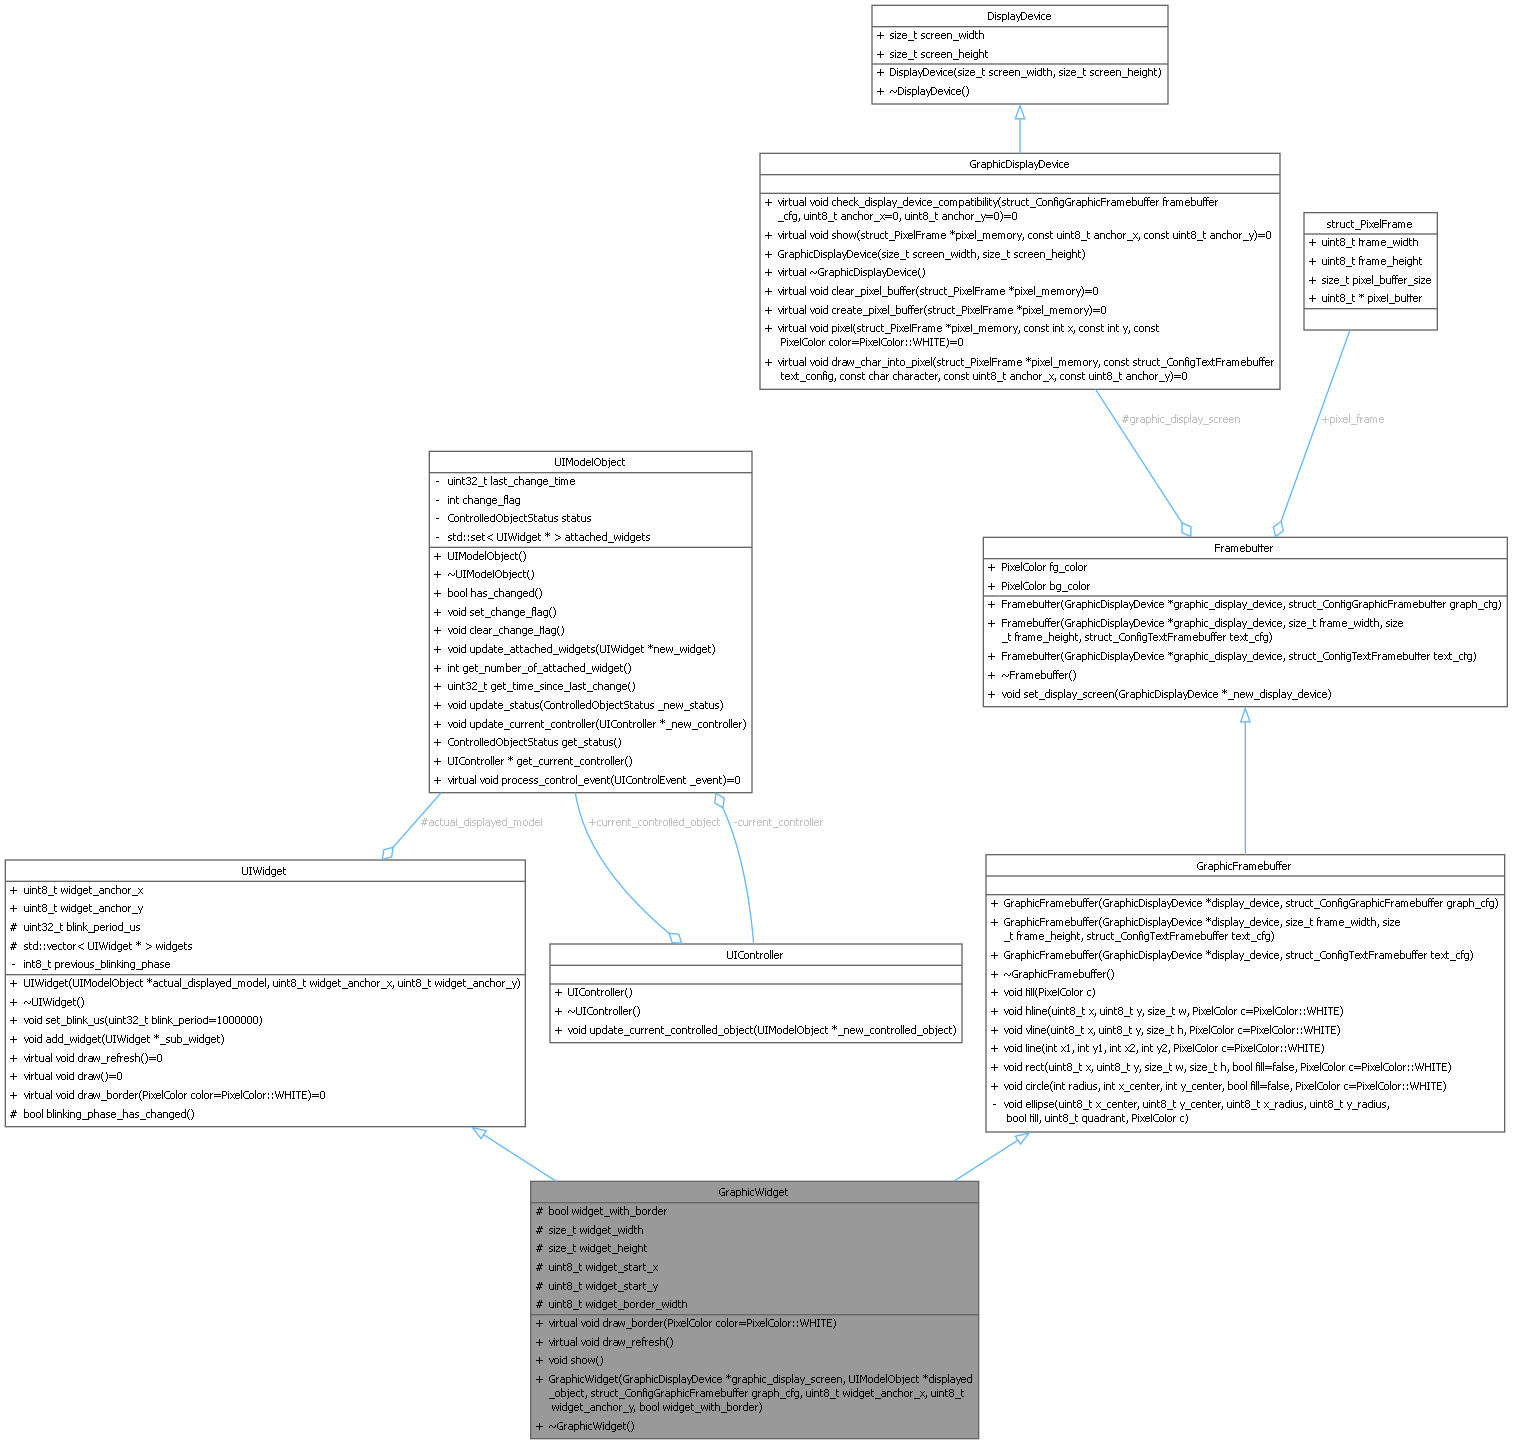 DisplayDevice
+ size_t screen_width
+ size_t screen_height
+ DisplayDevice(size_t screen_width, size_t screen_height)
+ ~DisplayDevice()
GraphicDisplayDevice
+ virtual void check_display_device_compatibility(struct_ConfigGraphicFramebuffer framebuffer
_cfg, uint8_t anchor_x=0, uint8_t anchor_y=0)=0
+ virtual void show(struct_PixelFrame *pixel_memory, const uint8_t anchor_x, const uint8_t anchor_y)=0
+ GraphicDisplayDevice(size_t screen_width, size_t screen_height)
+ virtual ~GraphicDisplayDevice()
+ virtual void clear_pixel_buffer(struct_PixelFrame *pixel_memory)=0
+ virtual void create_pixel_buffer(struct_PixelFrame *pixel_memory)=0
+ virtual void pixel(struct_PixelFrame *pixel_memory, const int x, const int y, const
PixelColor color=PixelColor::WHITE)=0
+ virtual void draw_char_into_pixel(struct_PixelFrame *pixel_memory, const struct_ConfigTextFramebuffer
text_config, const char character, const uint8_t anchor_x, const uint8_t anchor_y)=0
struct_PixelFrame
+ uint8_t frame_width
+ uint8_t frame_height
+ size_t pixel_buffer_size
+ uint8_t * pixel_buffer
#graphic_display_screen
+pixel_frame
UIModelObject
- uint32_t last_change_time
- int change_flag
- ControlledObjectStatus status
- std::set< UIWidget * > attached_widgets
+ UIModelObject()
+ ~UIModelObject()
+ bool has_changed()
+ void set_change_flag()
+ void clear_change_flag()
+ void update_attached_widgets(UIWidget *new_widget)
+ int get_number_of_attached_widget()
+ uint32_t get_time_since_last_change()
+ void update_status(ControlledObjectStatus _new_status)
+ void update_current_controller(UIController *_new_controller)
+ ControlledObjectStatus get_status()
+ UIController * get_current_controller()
+ virtual void process_control_event(UIControlEvent _event)=0
Framebuffer
+ PixelColor fg_color
+ PixelColor bg_color
+ Framebuffer(GraphicDisplayDevice *graphic_display_device, struct_ConfigGraphicFramebuffer graph_cfg)
+ Framebuffer(GraphicDisplayDevice *graphic_display_device, size_t frame_width, size
_t frame_height, struct_ConfigTextFramebuffer text_cfg)
+ Framebuffer(GraphicDisplayDevice *graphic_display_device, struct_ConfigTextFramebuffer text_cfg)
+ ~Framebuffer()
+ void set_display_screen(GraphicDisplayDevice *_new_display_device)
#actual_displayed_model
+current_controlled_object
-current_controller
UIWidget
+ uint8_t widget_anchor_x
+ uint8_t widget_anchor_y
# uint32_t blink_period_us
# std::vector< UIWidget * > widgets
- int8_t previous_blinking_phase
+ UIWidget(UIModelObject *actual_displayed_model, uint8_t widget_anchor_x, uint8_t widget_anchor_y)
+ ~UIWidget()
+ void set_blink_us(uint32_t blink_period=1000000)
+ void add_widget(UIWidget *_sub_widget)
+ virtual void draw_refresh()=0
+ virtual void draw()=0
+ virtual void draw_border(PixelColor color=PixelColor::WHITE)=0
# bool blinking_phase_has_changed()
UIController
+ UIController()
+ ~UIController()
+ void update_current_controlled_object(UIModelObject *_new_controlled_object)
GraphicFramebuffer
+ GraphicFramebuffer(GraphicDisplayDevice *display_device, struct_ConfigGraphicFramebuffer graph_cfg)
+ GraphicFramebuffer(GraphicDisplayDevice *display_device, size_t frame_width, size
_t frame_height, struct_ConfigTextFramebuffer text_cfg)
+ GraphicFramebuffer(GraphicDisplayDevice *display_device, struct_ConfigTextFramebuffer text_cfg)
+ ~GraphicFramebuffer()
+ void fill(PixelColor c)
+ void hline(uint8_t x, uint8_t y, size_t w, PixelColor c=PixelColor::WHITE)
+ void vline(uint8_t x, uint8_t y, size_t h, PixelColor c=PixelColor::WHITE)
+ void line(int x1, int y1, int x2, int y2, PixelColor c=PixelColor::WHITE)
+ void rect(uint8_t x, uint8_t y, size_t w, size_t h, bool fill=false, PixelColor c=PixelColor::WHITE)
+ void circle(int radius, int x_center, int y_center, bool fill=false, PixelColor c=PixelColor::WHITE)
- void ellipse(uint8_t x_center, uint8_t y_center, uint8_t x_radius, uint8_t y_radius,
bool fill, uint8_t quadrant, PixelColor c)
GraphicWidget
# bool widget_with_border
# size_t widget_width
# size_t widget_height
# uint8_t widget_start_x
# uint8_t widget_start_y
# uint8_t widget_border_width
+ virtual void draw_border(PixelColor color=PixelColor::WHITE)
+ virtual void draw_refresh()
+ void show()
+ GraphicWidget(GraphicDisplayDevice *graphic_display_screen, UIModelObject *displayed
_object, struct_ConfigGraphicFramebuffer graph_cfg, uint8_t widget_anchor_x, uint8_t
widget_anchor_y, bool widget_with_border)
+ ~GraphicWidget()